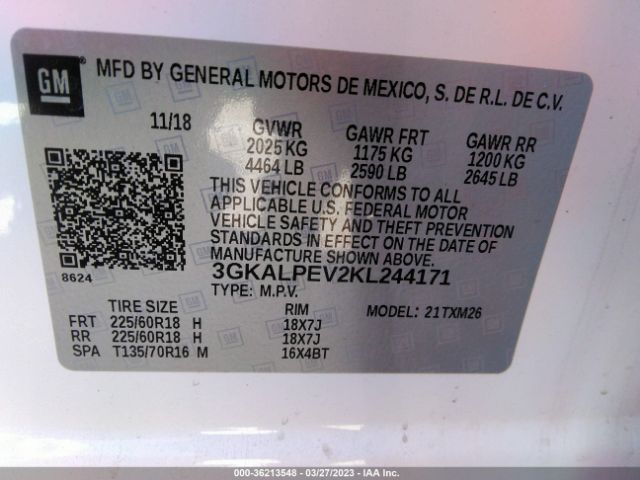 GM
MFD BY GENERAL MOTORS DE MEXICO, S. DE R.L. DE C.V.
11/18 GVWR GAWR FRT GAWR RR
2025 KG 1175 KG 1200 KG
4464 LB 2590 LB 2645 LB
THIS VEHICLE CONFORMS TO ALL
APPLICABLE U.S. FEDERAL MOTOR
VEHICLE SAFETY AND THEFT PREVENTION
STANDARDS IN EFFECT ON THE DATE OF
MANUFACTURE SHOWN ABOVE.
8624 3GKALPEV2KL244171
TYPE: M.P.V. MODEL: 21TXM26
TIRE SIZE RIM
FRT 225/60R18 H 18X7J
RR 225/60R18 H 18X7J
SPA T135/70R16 M 16X4BT
000-36213548 - 03/27/2023 - IAA Inc.